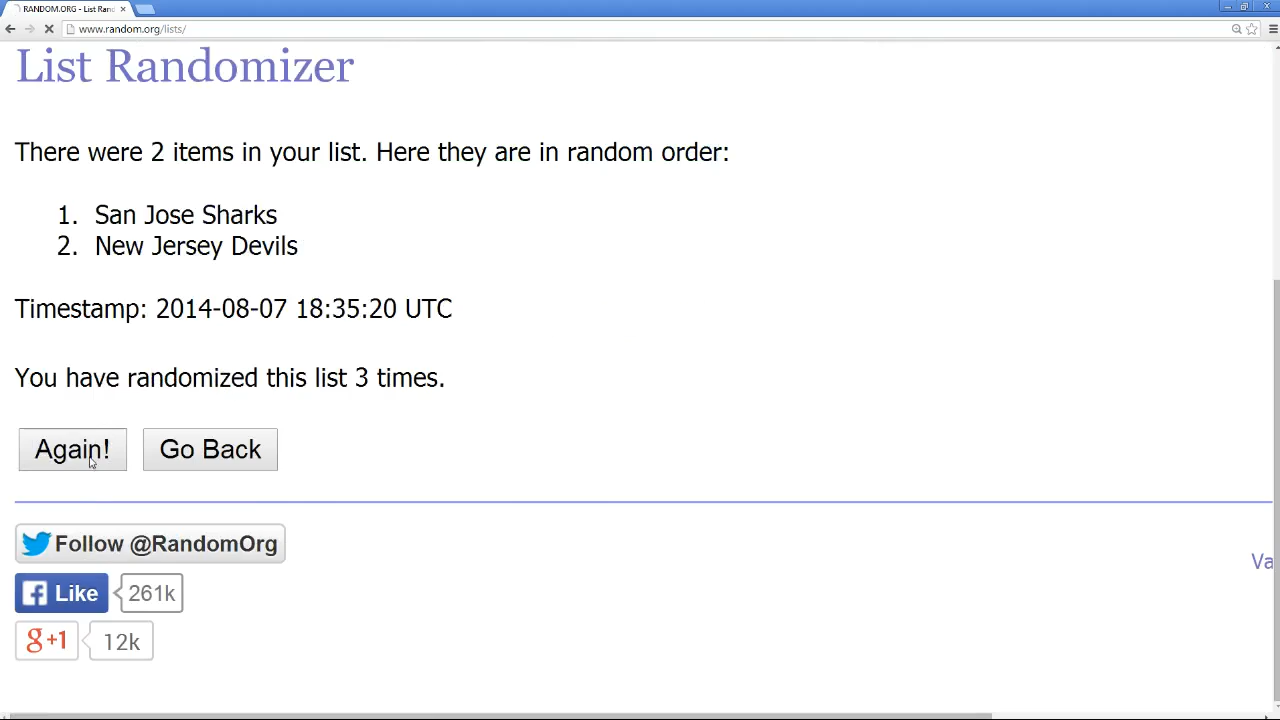 RANDOM.ORG - List Ran
www.random.org/lists/
List Randomizer
There were 2 items in your list. Here they are in random order:
1. San Jose Sharks
2. New Jersey Devils
Timestamp: 2014-08-07 18:35:20 UTC
You have randomized this list 3 times.
Again! Go Back
Follow @RandomOrg
Va
Like 261k
g+1 12k